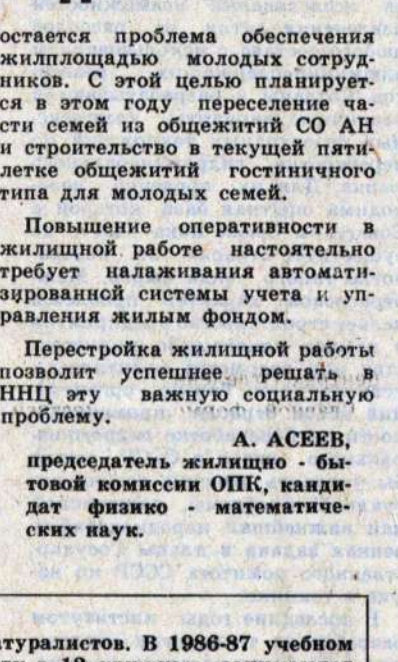 остается проблема обеспечения
жилплощадью молодых сотруд-
ников. С этой целью планирует-
ся в этом году переселение ча-
сти семей из общежитий СО АН
и строительство в текущей пяти-
летке общежитий гостиничного
типа для молодых семей.
Повышение оперативности в
жилищной работе настоятельно
требует налаживания автомати-
зированной системы учета и уп-
равления жилым фондом.
Перестройка жилищной работы
позволит успешнее решать в
ННЦ эту важную социальную
проблему.
А. АСЕЕВ,
председатель жилищно - бы-
товой комиссии ОПК, канди-
дат физико - математиче-
ских наук.
атуралистов. В 1986-87 учебном